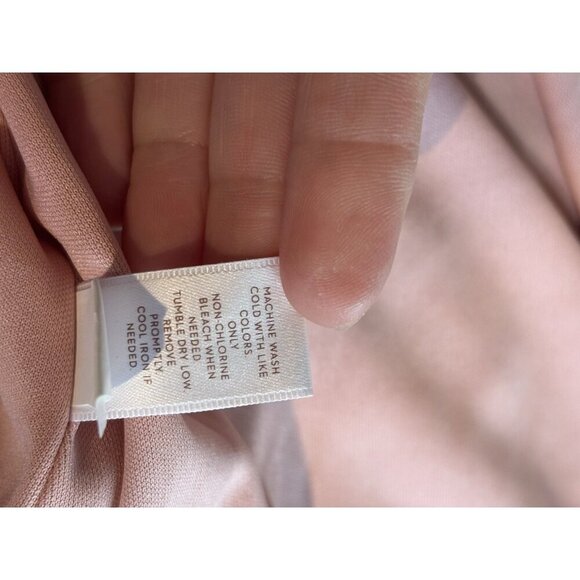 MACHINE WASH
COLD WITH LIKE
COLORS.
ONLY
NON-CHLORINE
BLEACH WHEN
NEEDED
TUMBLE DRY LOW.
REMOVE
PROMPTLY
COOL IRON IF
NEEDED.